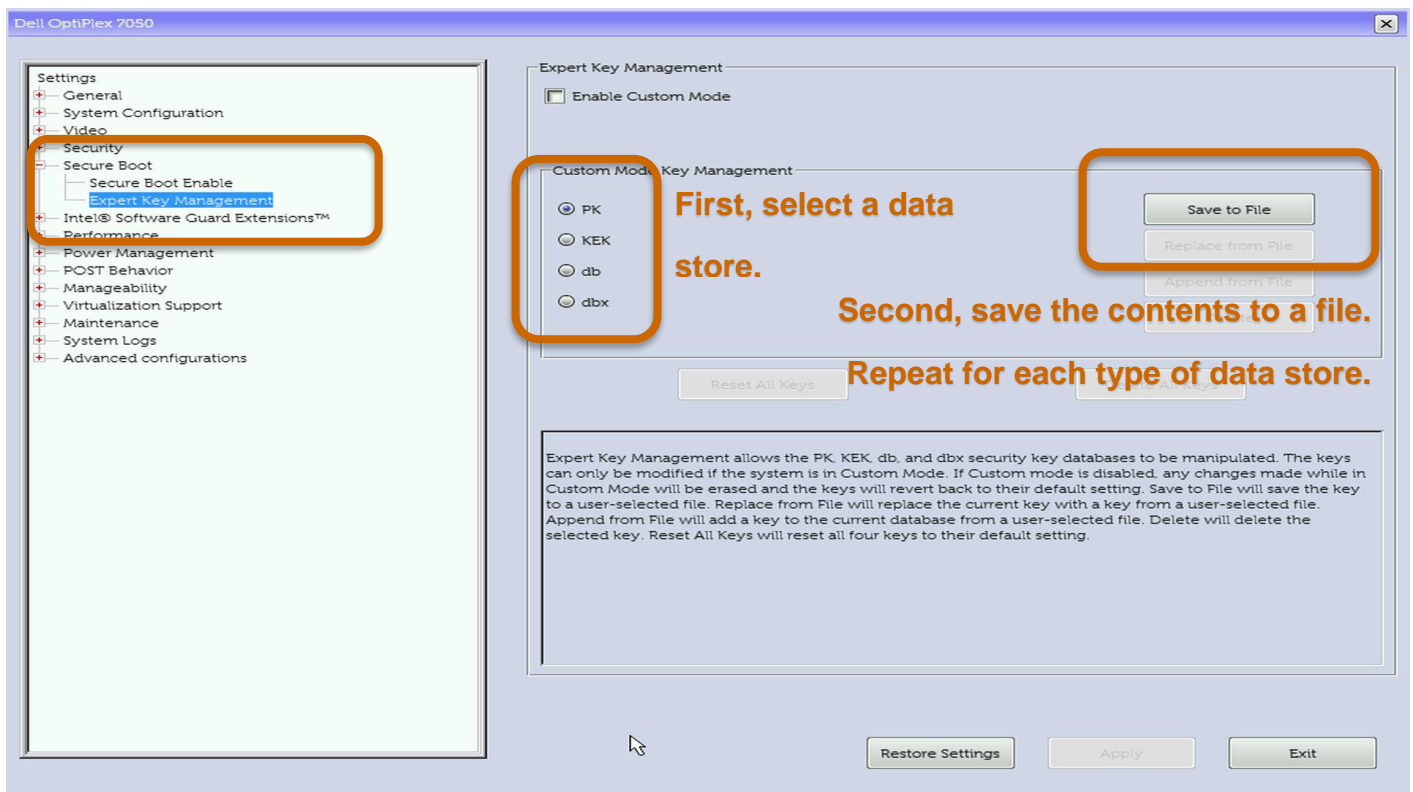 Dell OptiPlex 7050
Settings
General
System Configuration
Video
Security
Secure Boot
Secure Boot Enable
Expert Key Management
Intel® Software Guard Extensions™
Performance
Power Management
POST Behavior
Manageability
Virtualization Support
Maintenance
System Logs
Advanced configurations
Expert Key Management
Enable Custom Mode
Custom Mode Key Management
PK
KEK
db
dbx
First, select a data
store.
Save to File
Replace from File
Append from File
Second, save the contents to a file.
Repeat for each type of data store.
Reset All Keys
Expert Key Management allows the PK, KEK, db, and dbx security key databases to be manipulated. The keys
can only be modified if the system is in Custom Mode. If Custom mode is disabled, any changes made while in
Custom Mode will be erased and the keys will revert back to their default setting. Save to File will save the key
to a user-selected file. Replace from File will replace the current key with a key from a user-selected file.
Append from File will add a key to the current database from a user-selected file. Delete will delete the
selected key. Reset All Keys will reset all four keys to their default setting.
Restore Settings
Apply
Exit